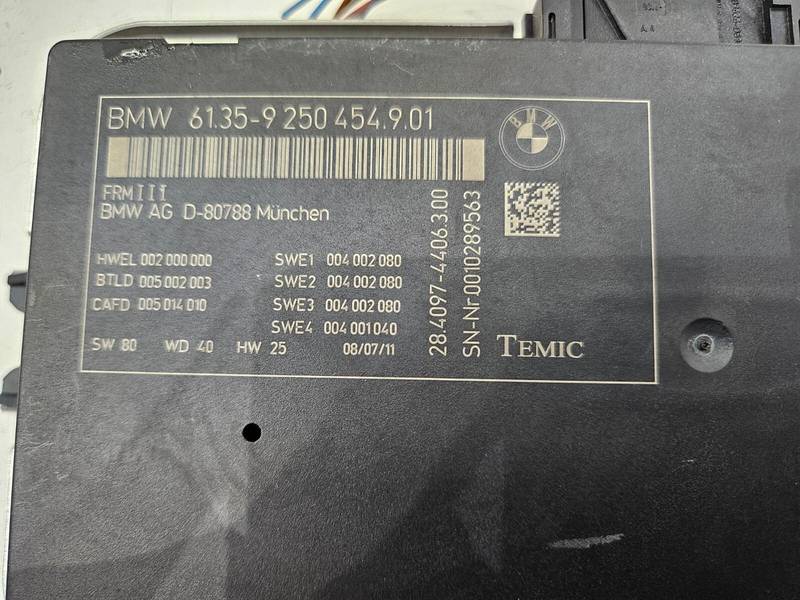 BMW 61.35-9 250 454.9.01
BMW
FRMIII
BMW AG D-80788 München
HWEL 002 000 000 SWE1 004 002 080
BTLD 005 002 003 SWE2 004 002 080
CAFD 005 014 010 SWE3 004 002 080
SWE4 004 001 040
SW 80 WD 40 HW 25 08/07/11
28.4097-4406.3.00
SN-Nr.0010289563
TEMIC